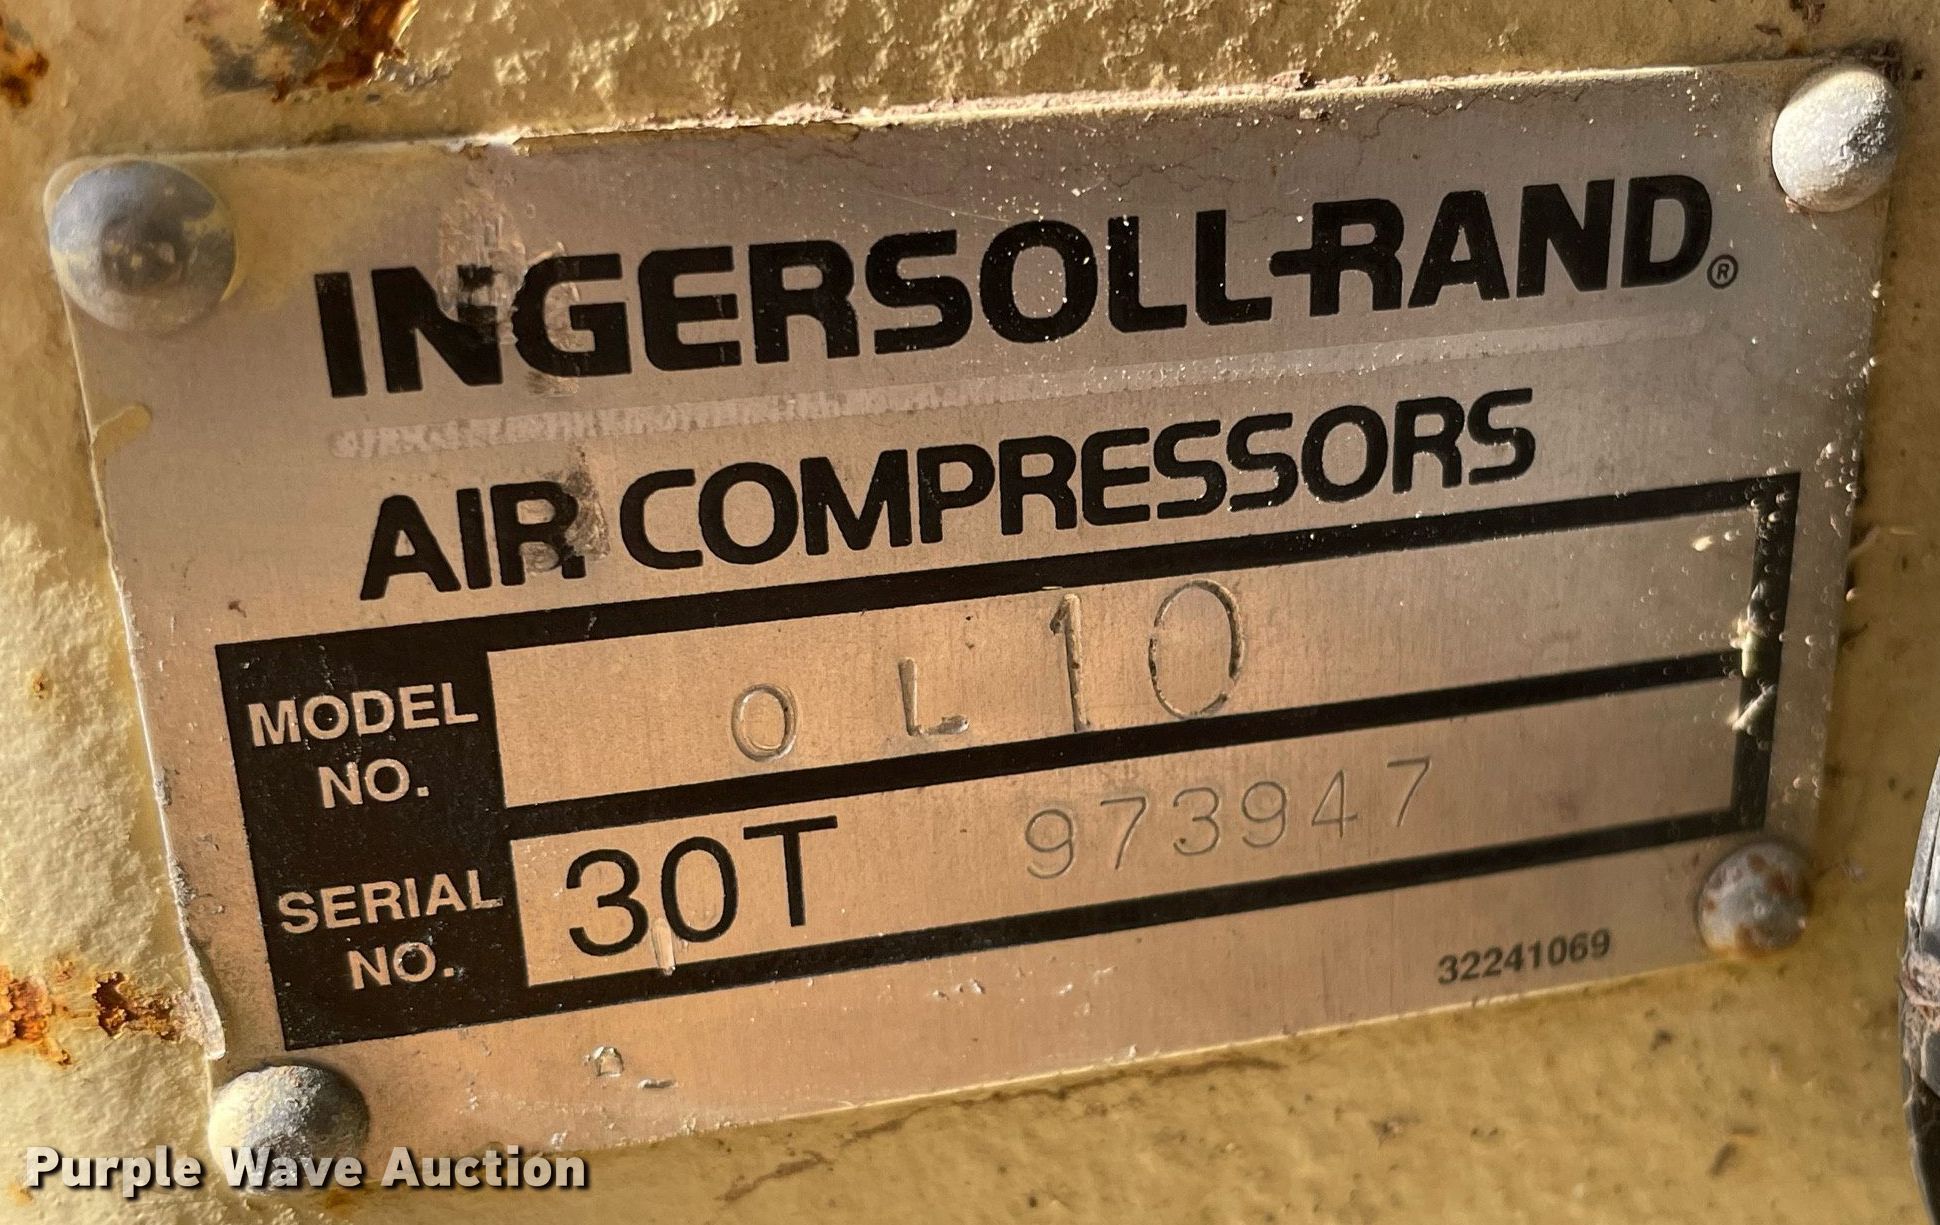 INGERSOLL-RAND®
AIR COMPRESSORS
MODEL NO. OL10
SERIAL NO. 30T 973947
32241069
Purple Wave Auction